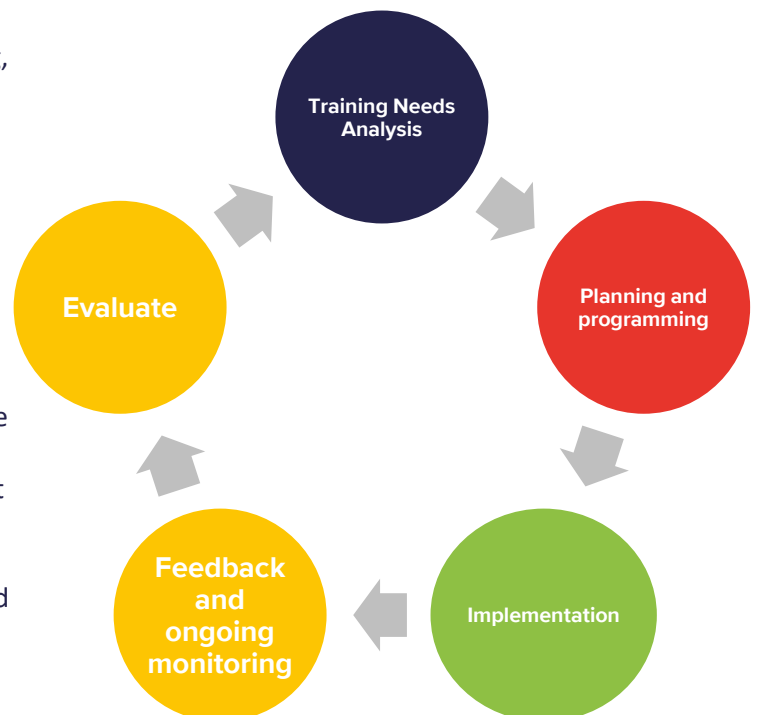 Training Needs
Analysis
Planning and
programming
Implementation
Feedback
and
ongoing
monitoring
Evaluate